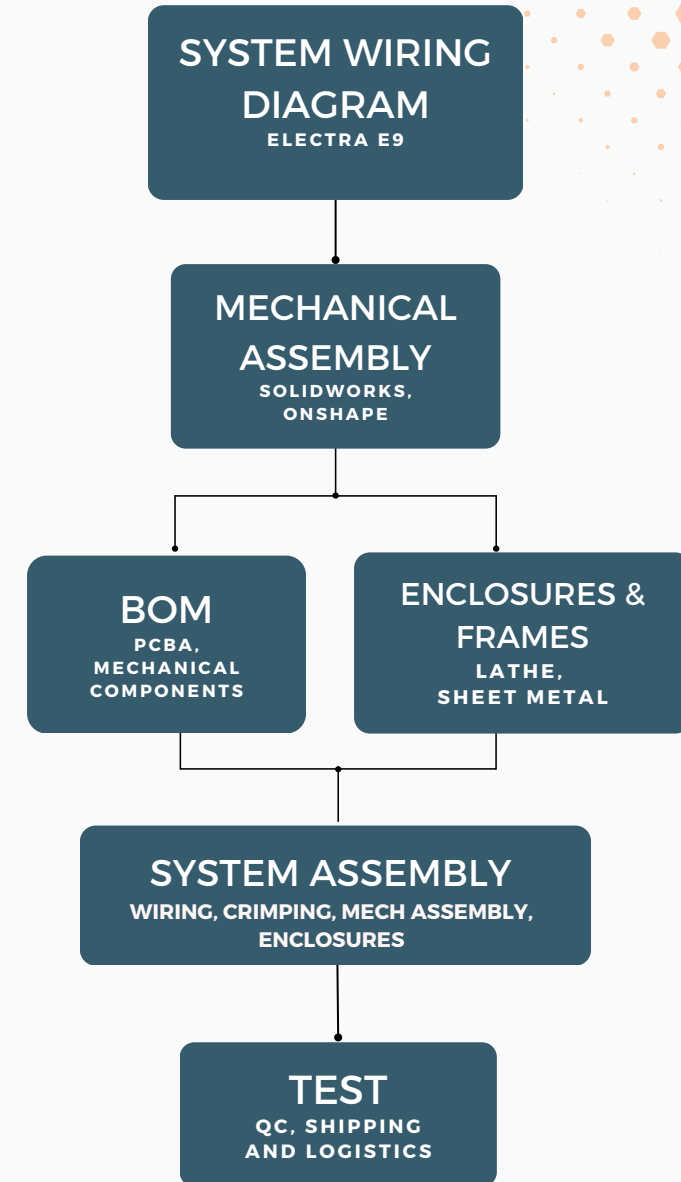 SYSTEM WIRING
DIAGRAM
ELECTRA E9
MECHANICAL
ASSEMBLY
SOLIDWORKS,
ONSHAPE
BOM
PCBA,
MECHANICAL
COMPONENTS
ENCLOSURES &
FRAMES
LATHE,
SHEET METAL
SYSTEM ASSEMBLY
WIRING, CRIMPING, MECH ASSEMBLY,
ENCLOSURES
TEST
QC, SHIPPING
AND LOGISTICS